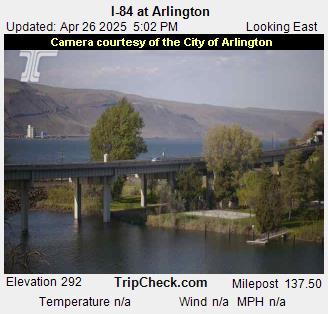 I-84 at Arlington
Updated: Apr 26 2025 5:02 PM Looking East
Camera courtesy of the City of Arlington
Elevation 292 TripCheck.com Milepost 137.50
Temperature n/a Wind n/a MPH n/a